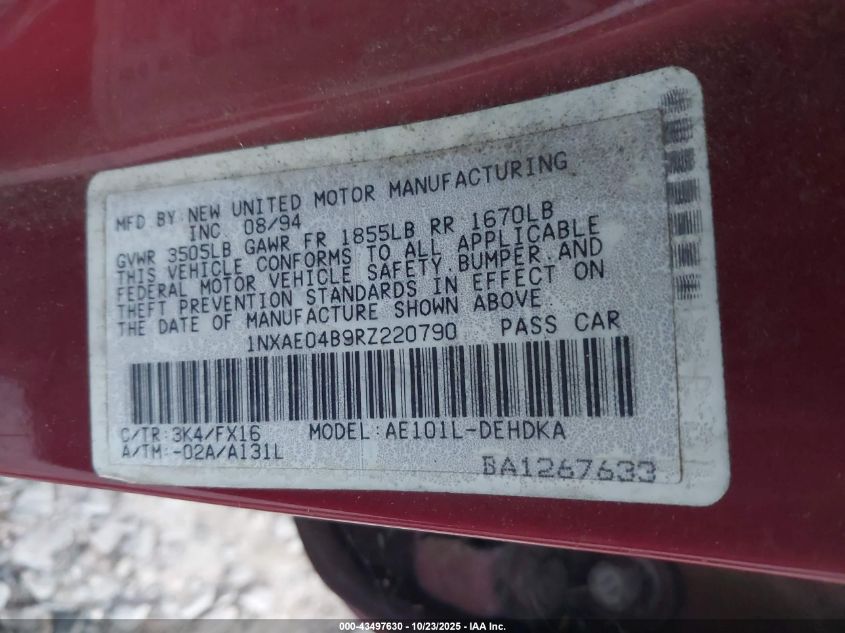 MFD BY NEW UNITED MOTOR MANUFACTURING
INC 08/94
GVWR 3505LB GAWR FR 1855LB RR 1670LB
THIS VEHICLE CONFORMS TO ALL APPLICABLE
FEDERAL MOTOR VEHICLE SAFETY, BUMPER, AND
THEFT PREVENTION STANDARDS IN EFFECT ON
THE DATE OF MANUFACTURE SHOWN ABOVE
1NXAE04B9RZ220790 PASS CAR
C/TR:3K4/FX16 MODEL:AE101L-DEHDKA
A/TM:-02A/A131L
BA1267633
000-43497630 - 10/23/2025 - IAA Inc.